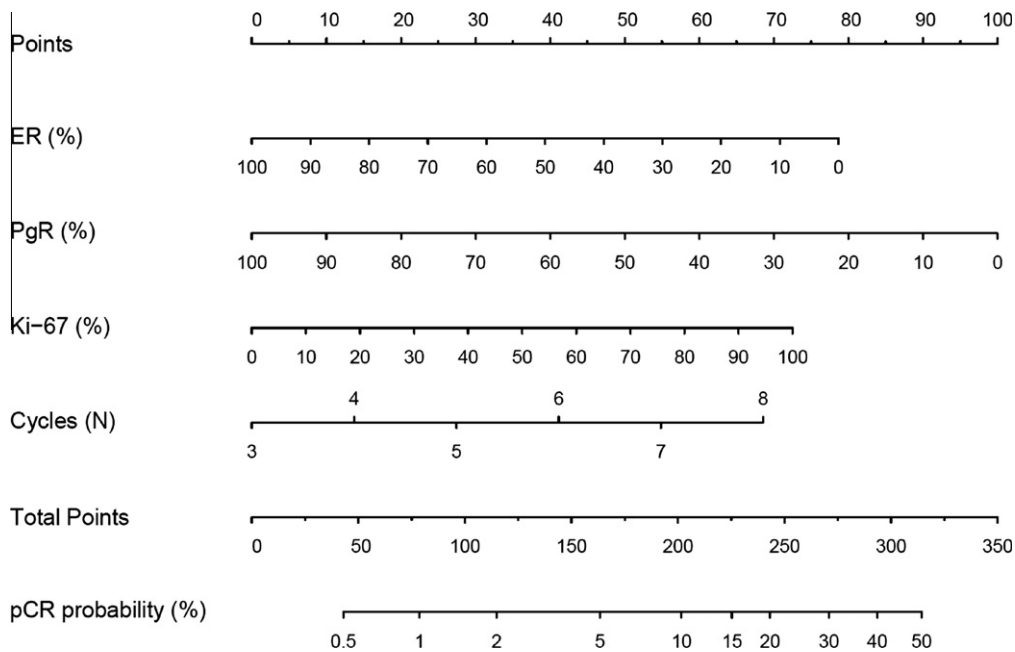 0 10 20 30 40 50 60 70 80 90 100
Points
ER (%)
100 90 80 70 60 50 40 30 20 10 0
PgR (%)
100 90 80 70 60 50 40 30 20 10 0
Ki−67 (%)
0 10 20 30 40 50 60 70 80 90 100
4 6 8
Cycles (N)
3 5 7
Total Points
0 50 100 150 200 250 300 350
pCR probability (%)
0.5 1 2 5 10 15 20 30 40 50